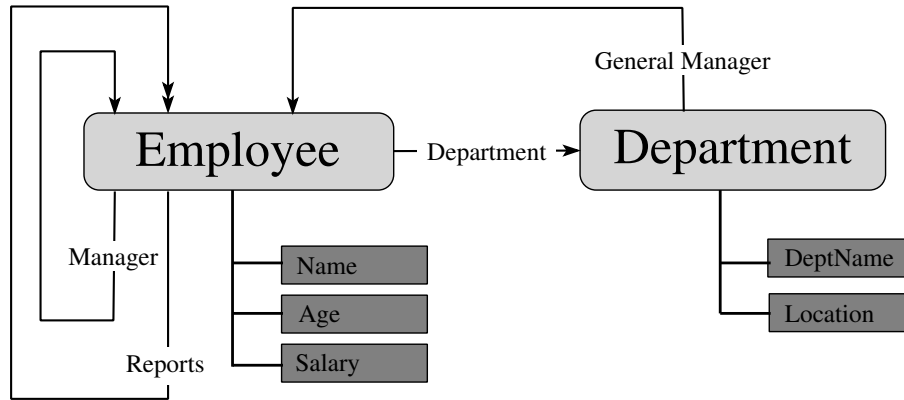 General Manager
Employee
Department
Department
Manager
Name
DeptName
Age
Location
Reports
Salary